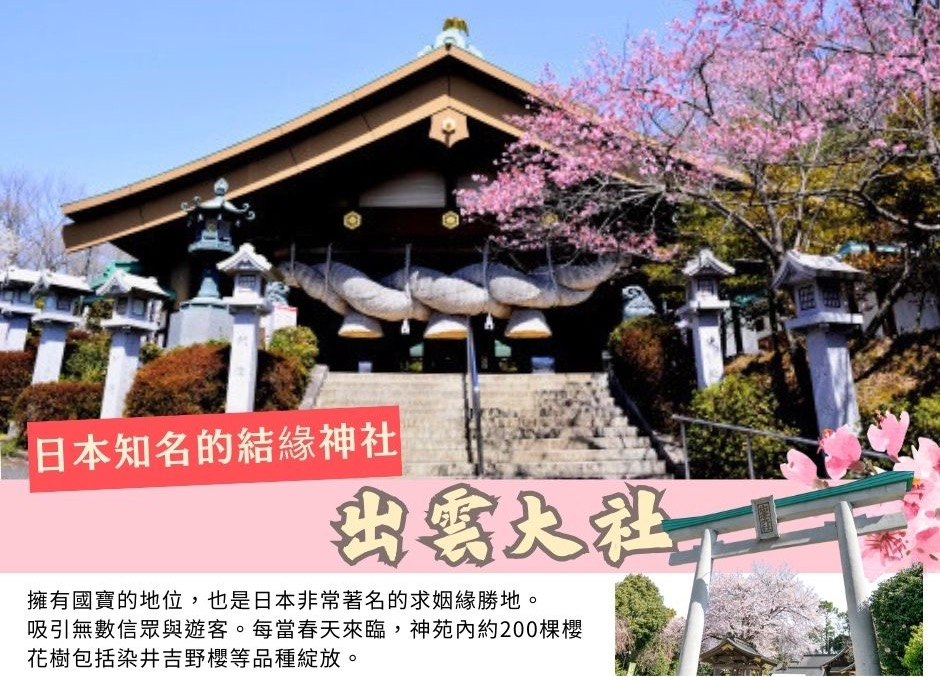 日本知名的結緣神社
出雲大社
擁有國寶的地位，也是日本非常著名的求姻緣勝地。
吸引無數信眾與遊客。每當春天來臨，神苑內約200棵櫻
花樹包括染井吉野櫻等品種綻放。